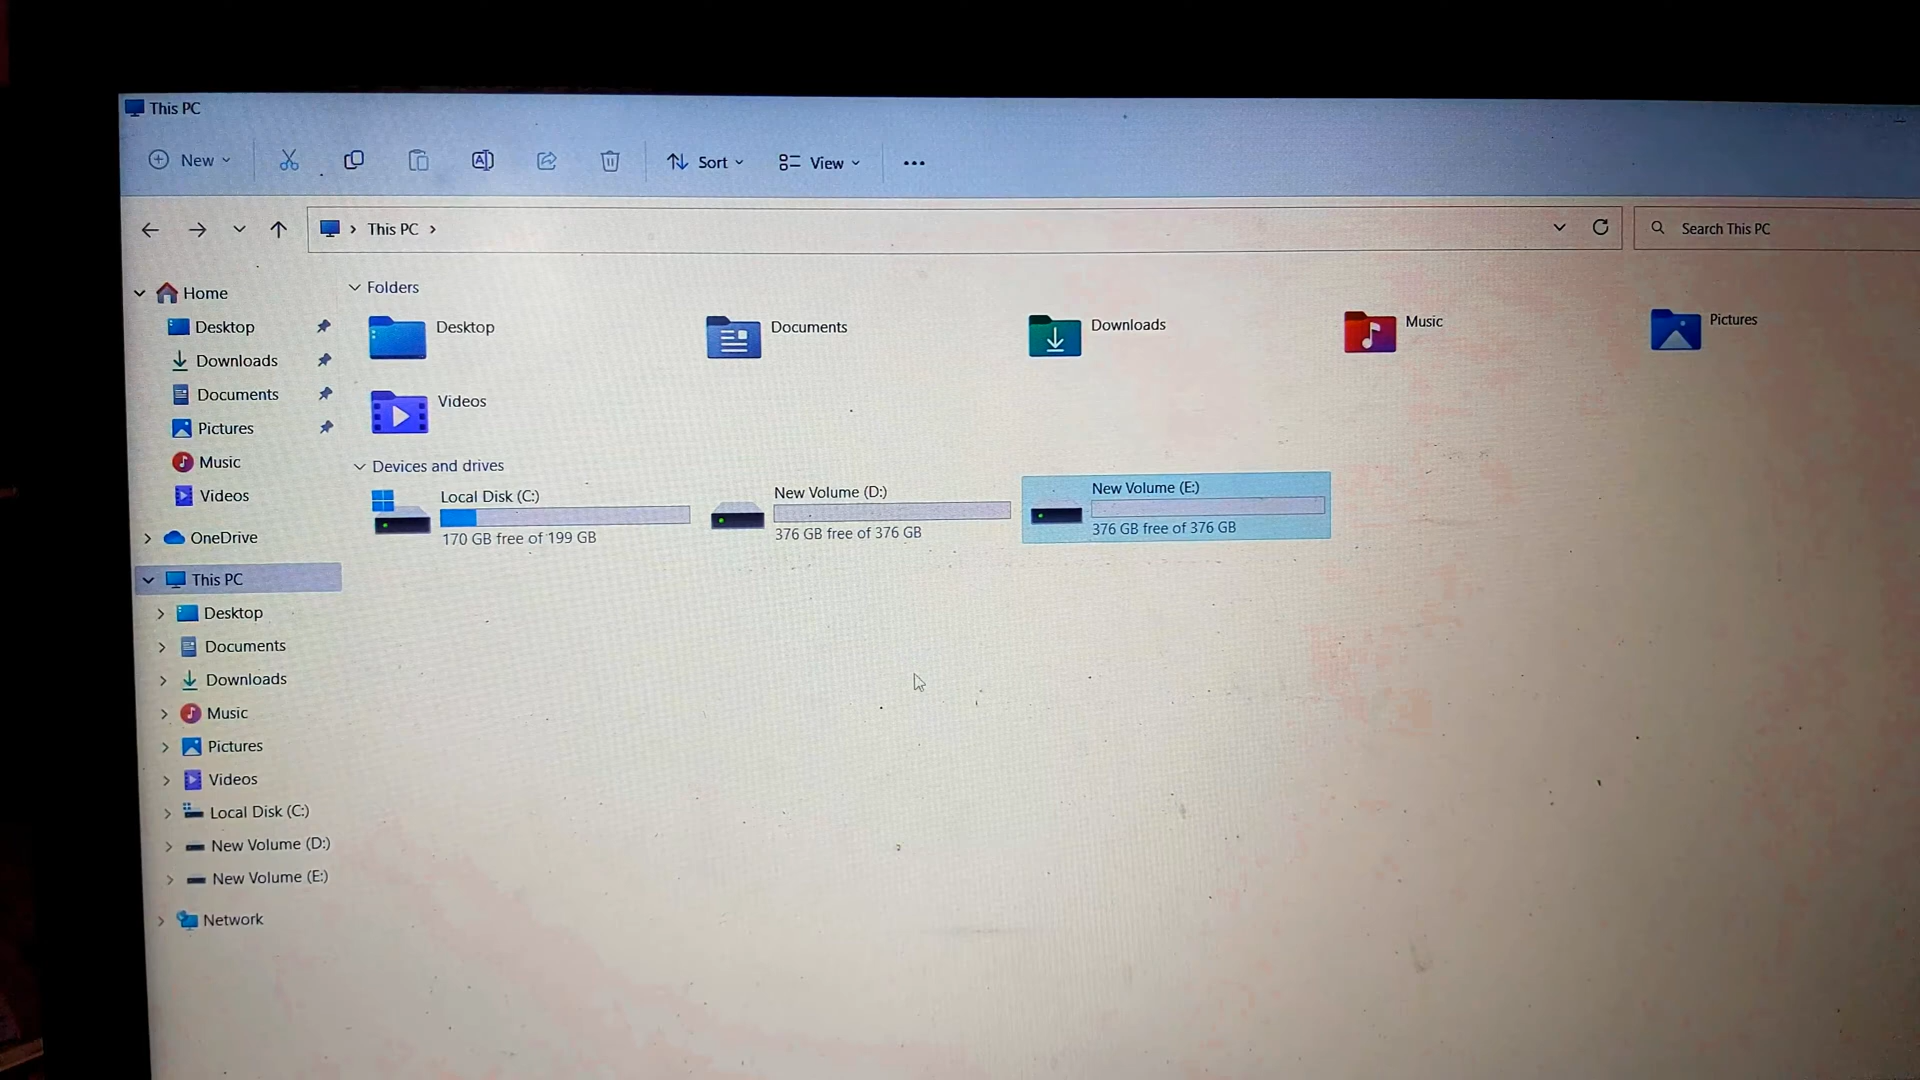 This PC
New
Sort
View
This PC
Search This PC
Home
Desktop
Downloads
Documents
Pictures
Music
Videos
OneDrive
This PC
Desktop
Documents
Downloads
Music
Pictures
Videos
Local Disk (C:)
New Volume (D:)
New Volume (E:)
Network
Folders
Desktop
Documents
Downloads
Music
Pictures
Videos
Devices and drives
Local Disk (C:)
170 GB free of 199 GB
New Volume (D:)
376 GB free of 376 GB
New Volume (E:)
376 GB free of 376 GB